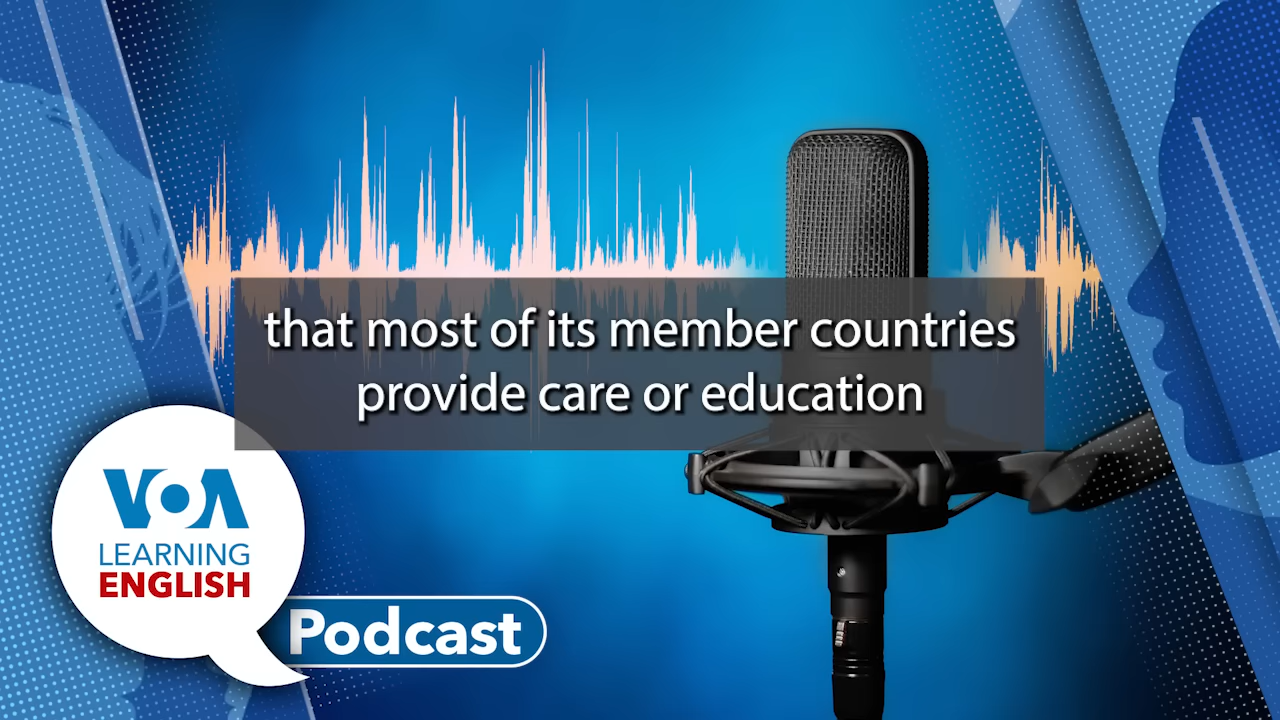 that most of its member countries
provide care or education
VOA
LEARNING
ENGLISH
Podcast